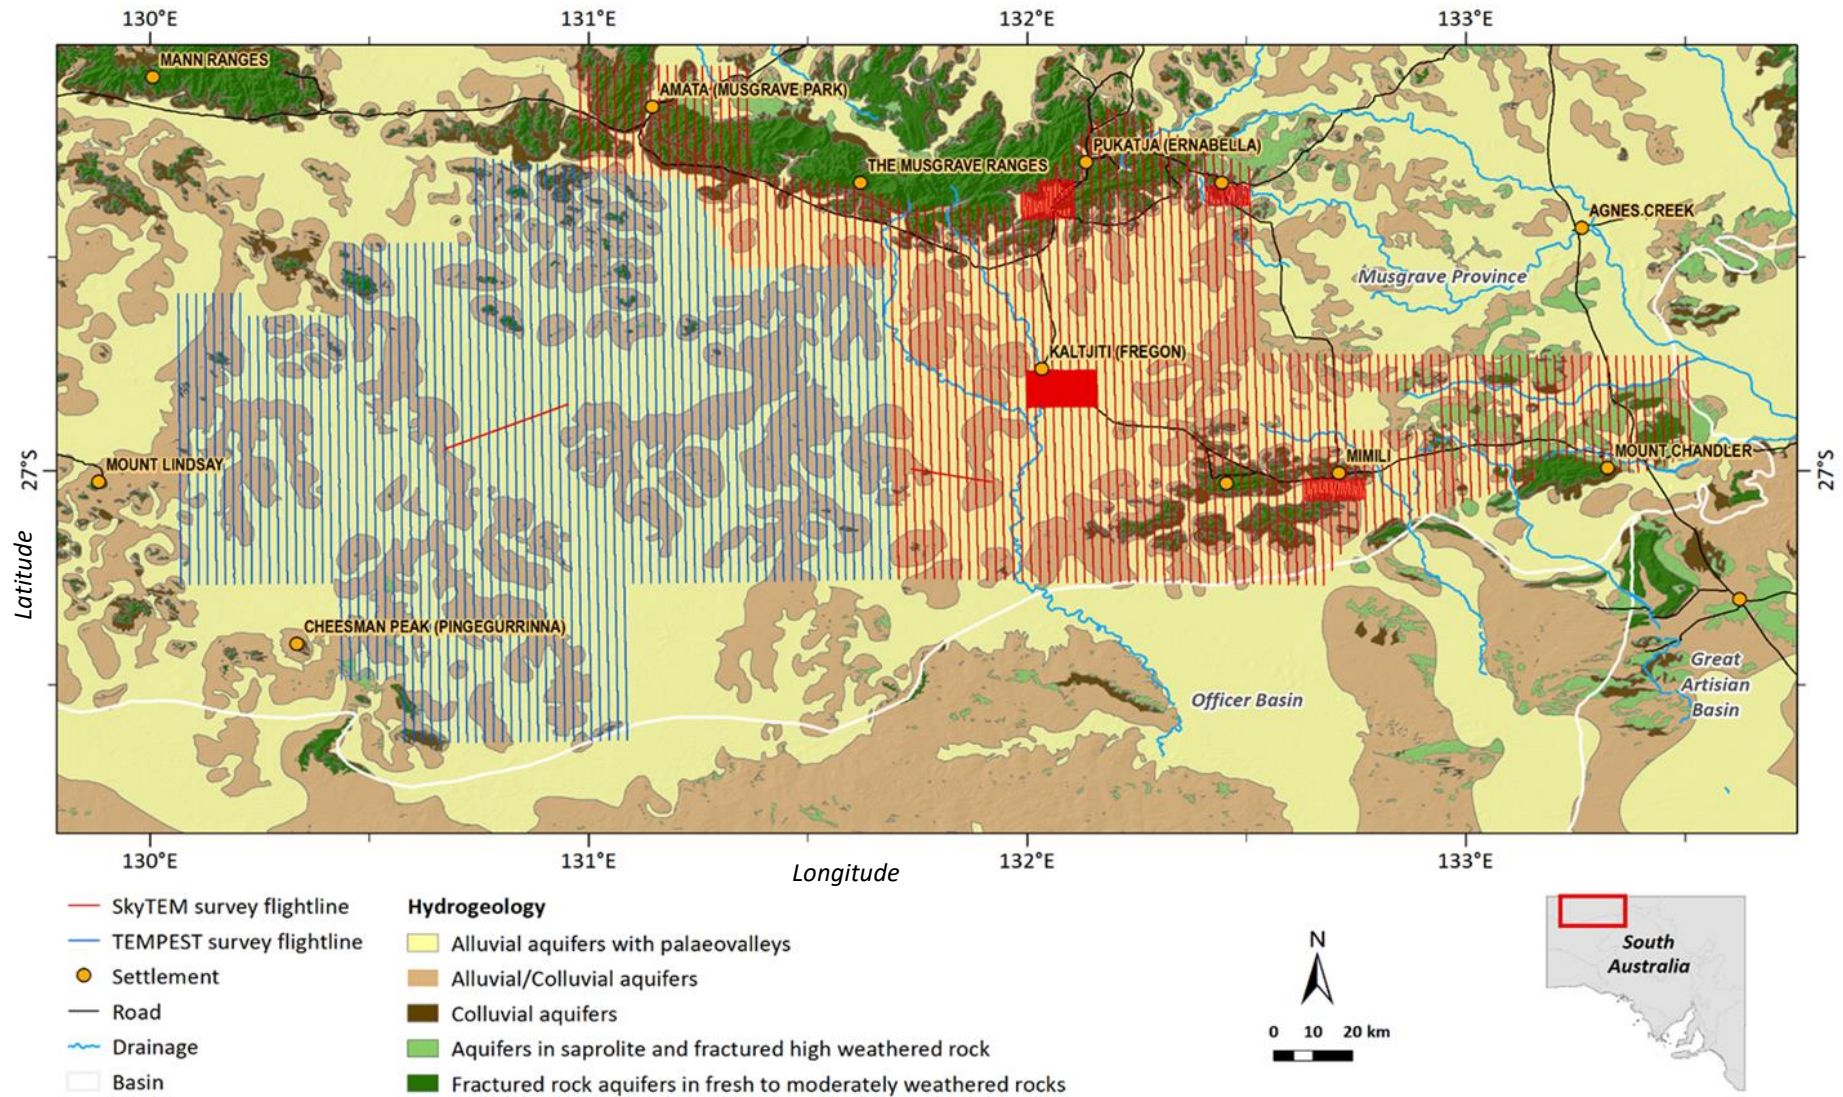 130°E 131°E 132°E 133°E
MANN RANGES
AMATA (MUSGRAVE PARK)
PUKATJA (ERNABELLA)
THE MUSGRAVE RANGES
AGNES CREEK
Musgrave Province
KALTJITI (FREGON)
MOUNT LINDSAY
MIMILI
MOUNT CHANDLER
27°S
27°S
Latitude
CHEESMAN PEAK (PINGEGURRINNA)
Officer Basin
Great
Artisian
Basin
130°E 131°E 132°E 133°E
Longitude
SkyTEM survey flightline
TEMPEST survey flightline
Settlement
Road
Drainage
Basin
Hydrogeology
Alluvial aquifers with palaeovalleys
Alluvial/Colluvial aquifers
Colluvial aquifers
Aquifers in saprolite and fractured high weathered rock
Fractured rock aquifers in fresh to moderately weathered rocks
N
0 10 20 km
South
Australia